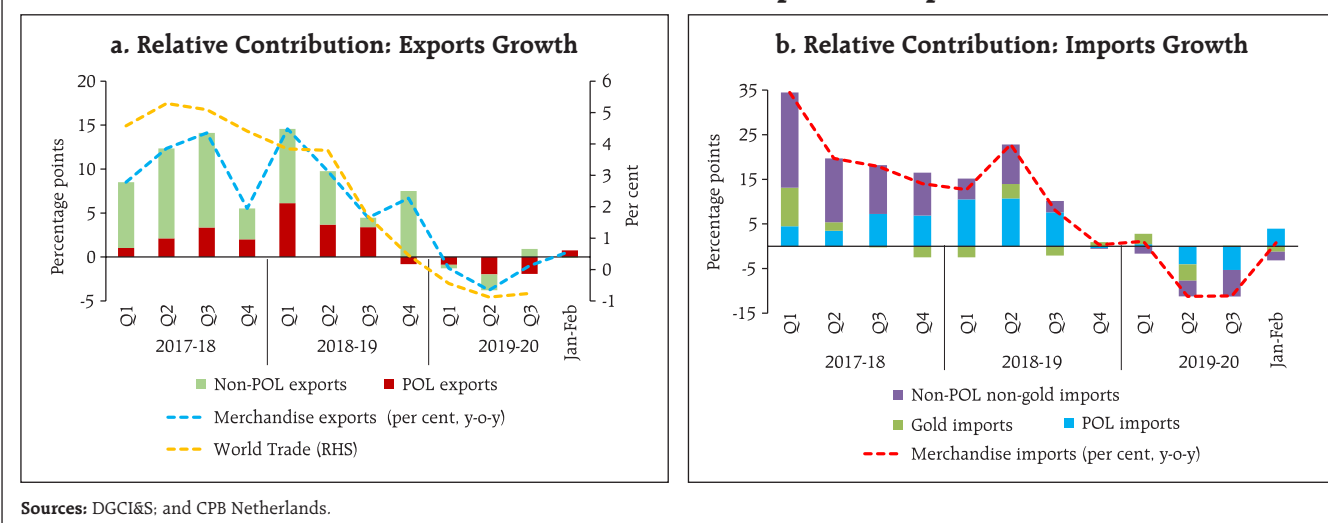 a. Relative Contribution: Exports Growth
20
15
10
5
0
-5
Percentage points
6
5
4
3
2
1
0
-1
Per cent
Q1 Q2 Q3 Q4 Q1 Q2 Q3 Q4 Q1 Q2 Q3 Jan-Feb
2017-18 2018-19 2019-20
Non-POL exports POL exports
Merchandise exports (per cent, y-o-y)
World Trade (RHS)
b. Relative Contribution: Imports Growth
35
25
15
5
-5
-15
Percentage points
Q1 Q2 Q3 Q4 Q1 Q2 Q3 Q4 Q1 Q2 Q3 Jan-Feb
2017-18 2018-19 2019-20
Non-POL non-gold imports
Gold imports POL imports
Merchandise imports (per cent, y-o-y)
Sources: DGCI&S; and CPB Netherlands.